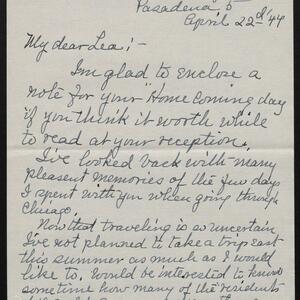 Pasadena 5
April 22d '44
My dear Lea:-
I'm glad to enclose a
note for your "Home Coming day
if you think it worth while
to read at your reception.
I've looked back with many
pleasent memories of the few days
I spent with you when going through
Chicago.
Now that traveling is so uncertain
I've not planned to take a trip east
this summer as much as I would
like to. Would be interested to know
sometime how many of the residents